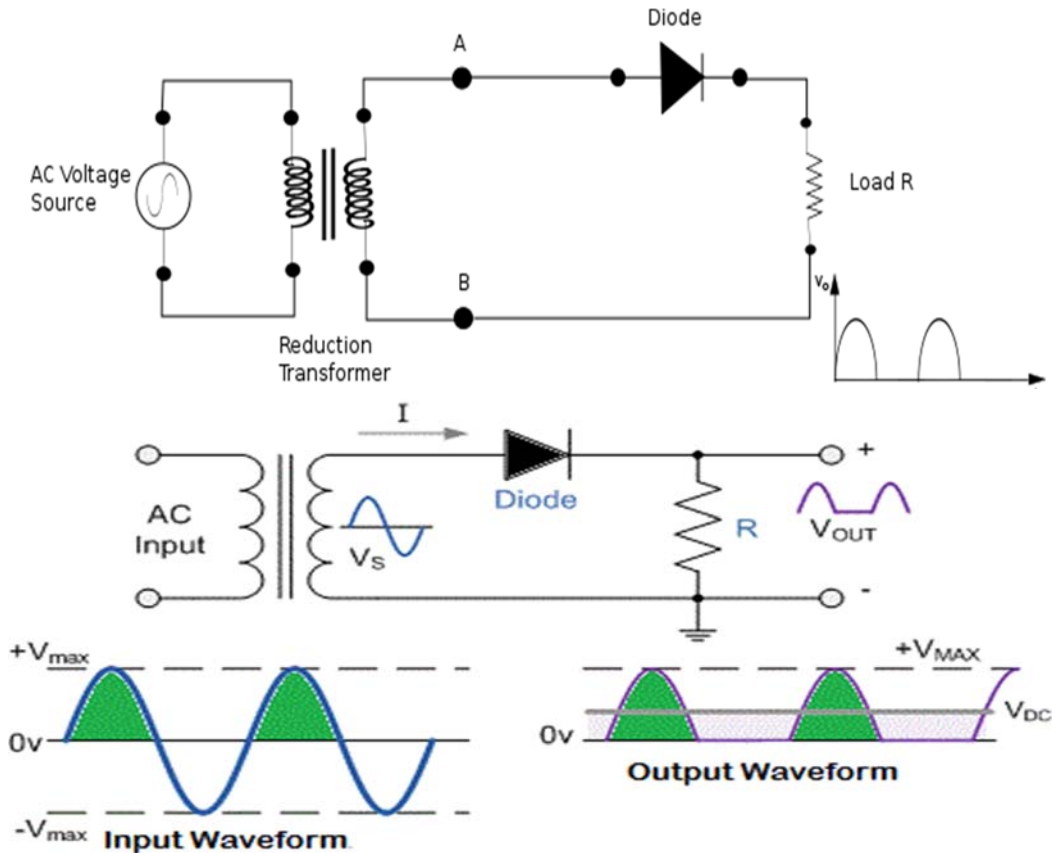 Diode
A
AC Voltage
Source
Load R
B
Vo
Reduction
Transformer
I
+
AC
Input
Diode
VS
R
VOUT
-
+Vmax
+VMAX
0v
VDC
0v
Output Waveform
-Vmax
Input Waveform